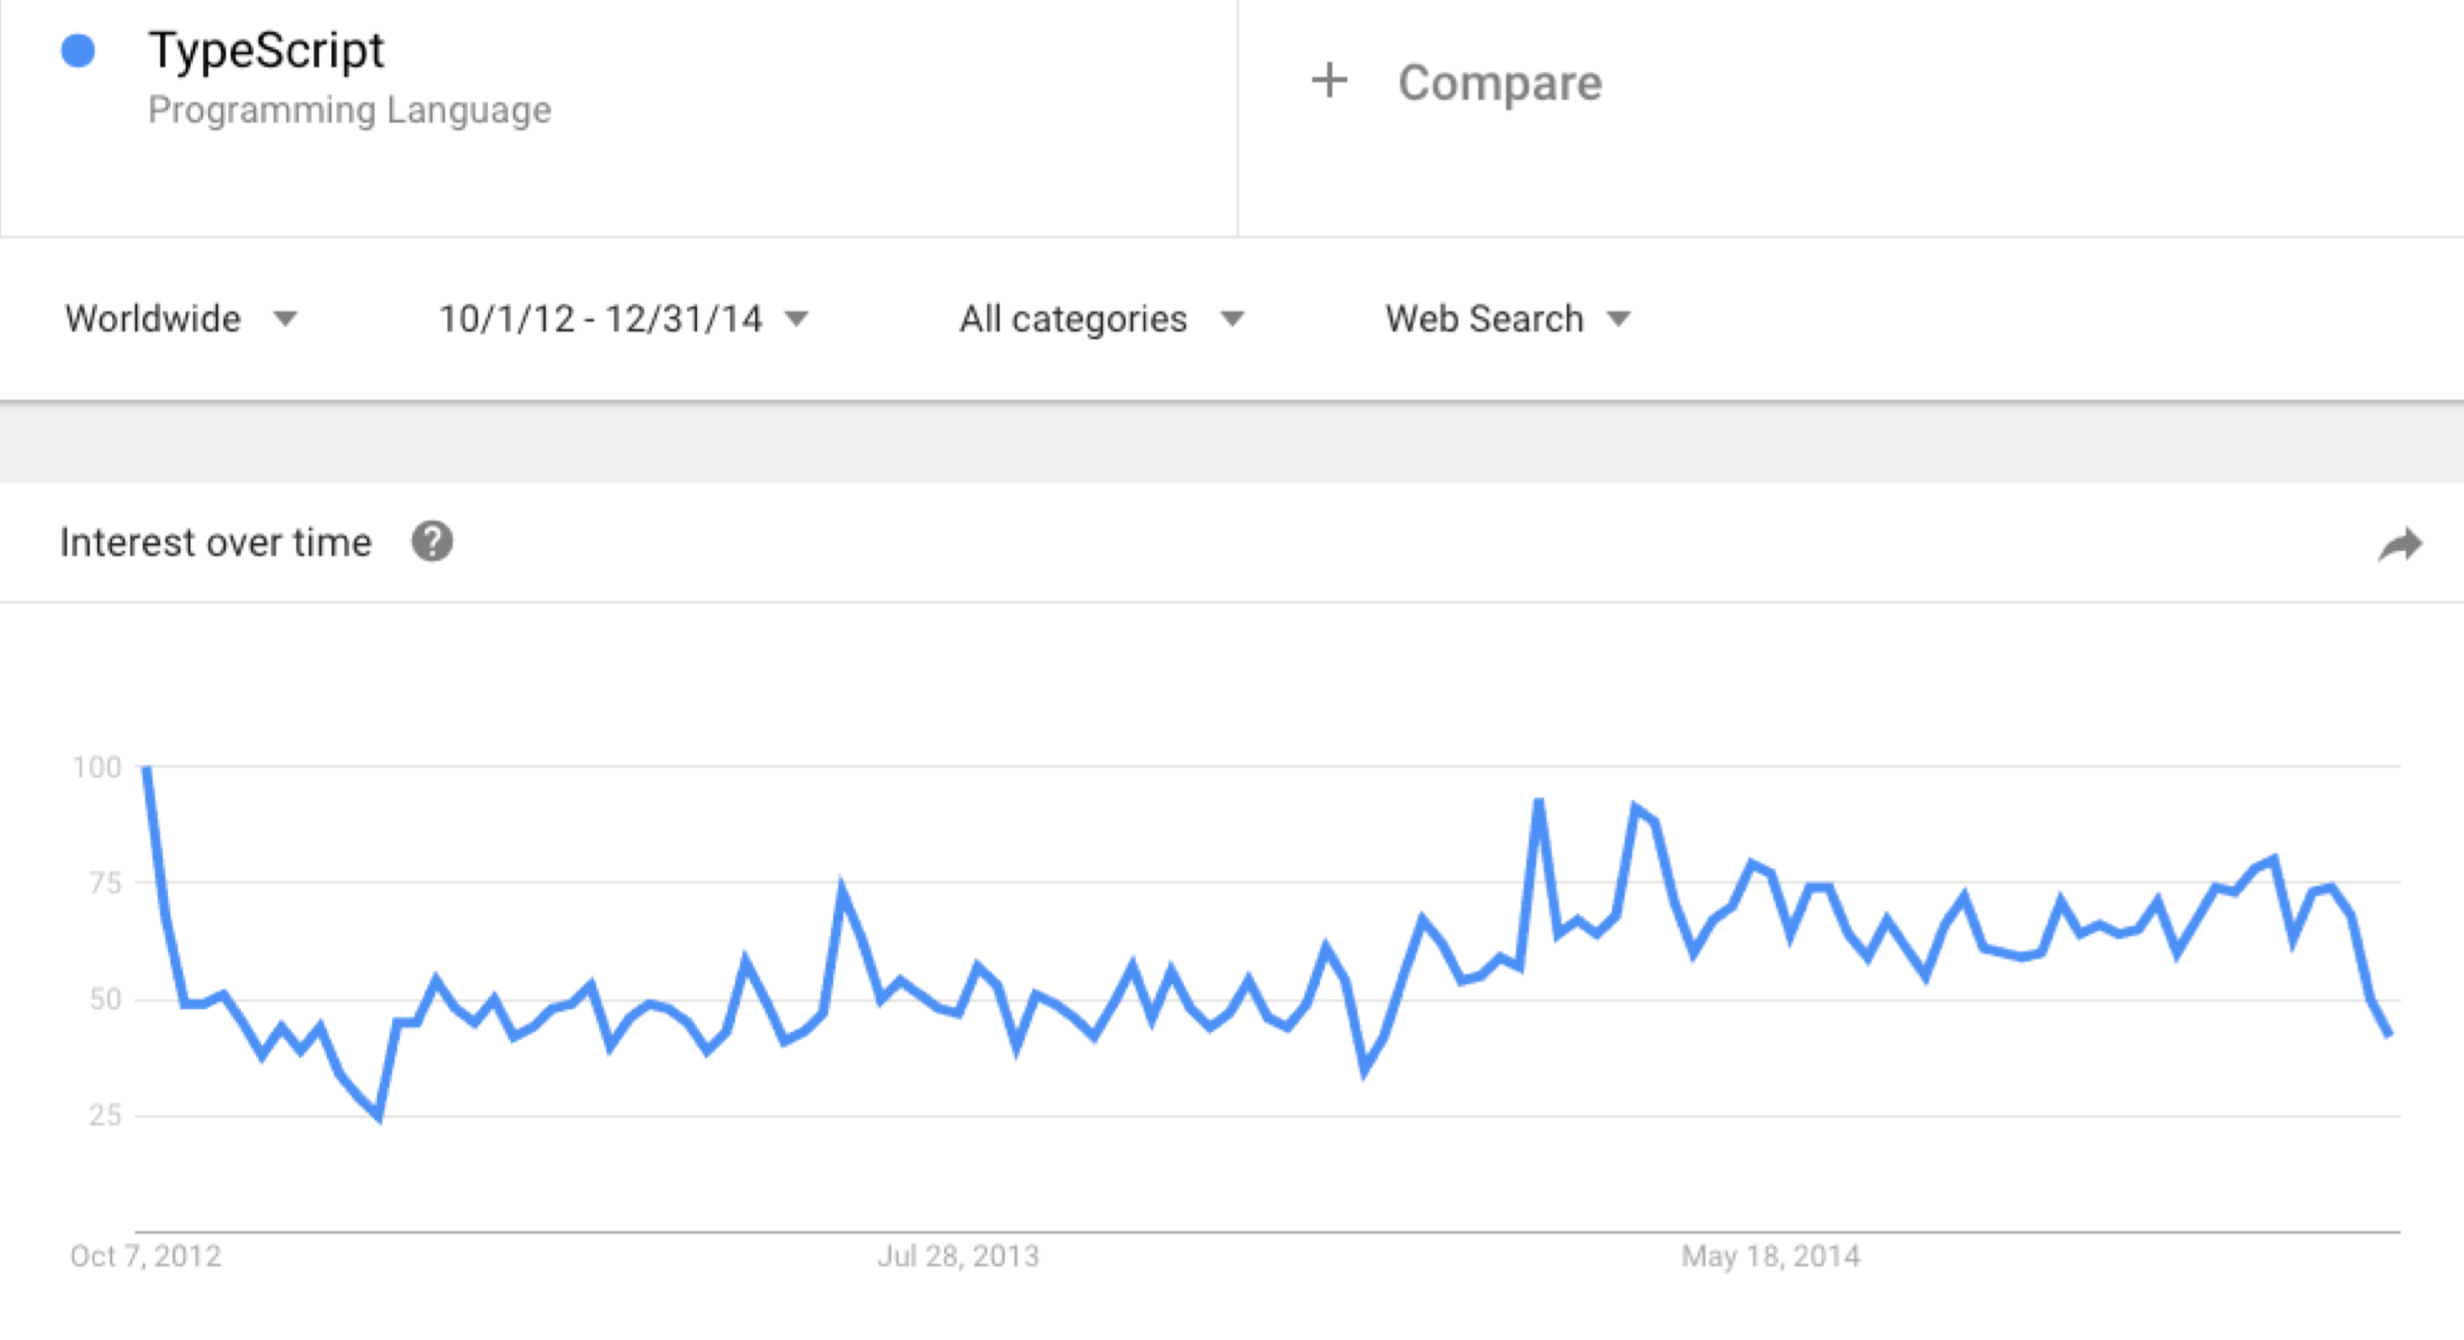 TypeScript
Programming Language
+ Compare
Worldwide 10/1/12 - 12/31/14 All categories Web Search
Interest over time ?
100
75
50
25
Oct 7, 2012 Jul 28, 2013 May 18, 2014